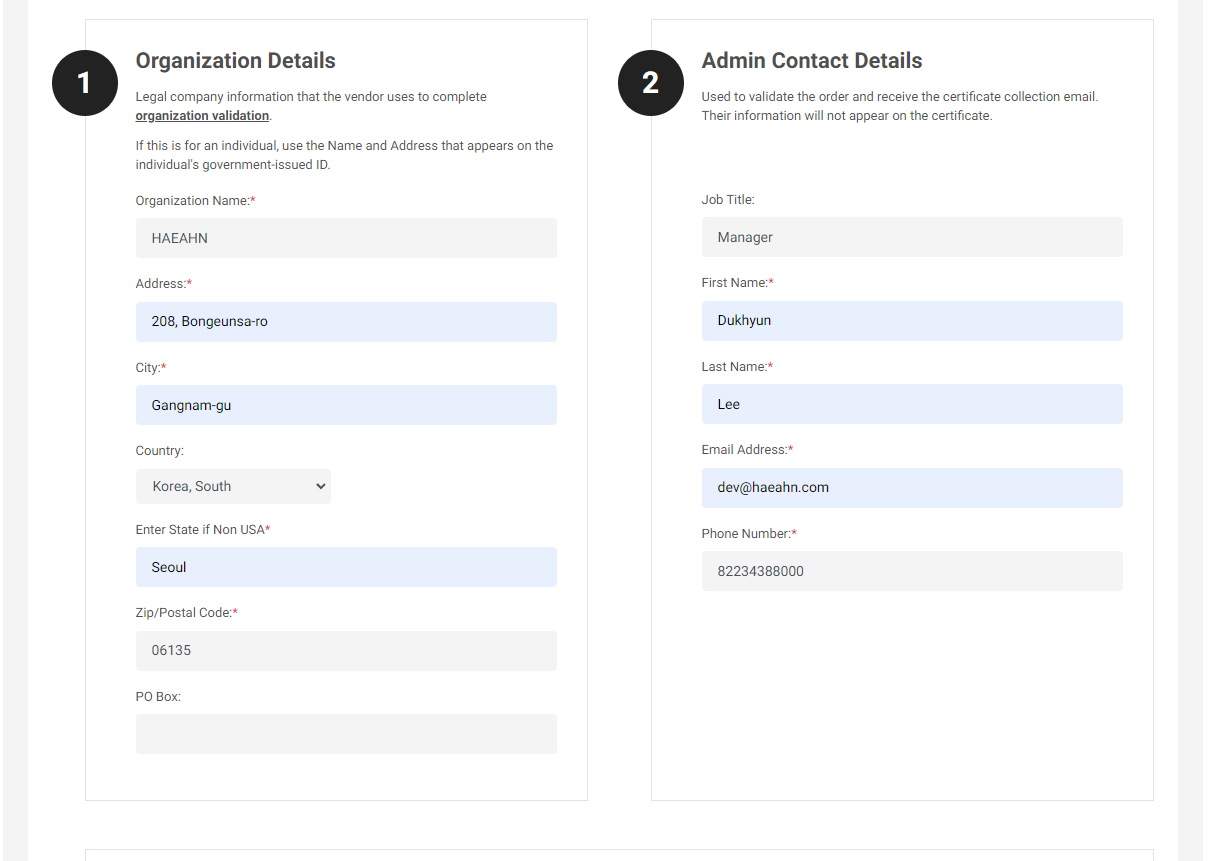 1
Organization Details
Legal company information that the vendor uses to complete
organization validation.
If this is for an individual, use the Name and Address that appears on the
individual's government-issued ID.
Organization Name:*
HAEAHN
Address:*
208, Bongeunsa-ro
City:*
Gangnam-gu
Country:
Korea, South
Enter State if Non USA*
Seoul
Zip/Postal Code:*
06135
PO Box:
2
Admin Contact Details
Used to validate the order and receive the certificate collection email.
Their information will not appear on the certificate.
Job Title:
Manager
First Name:*
Dukhyun
Last Name:*
Lee
Email Address:*
dev@haeahn.com
Phone Number:*
82234388000